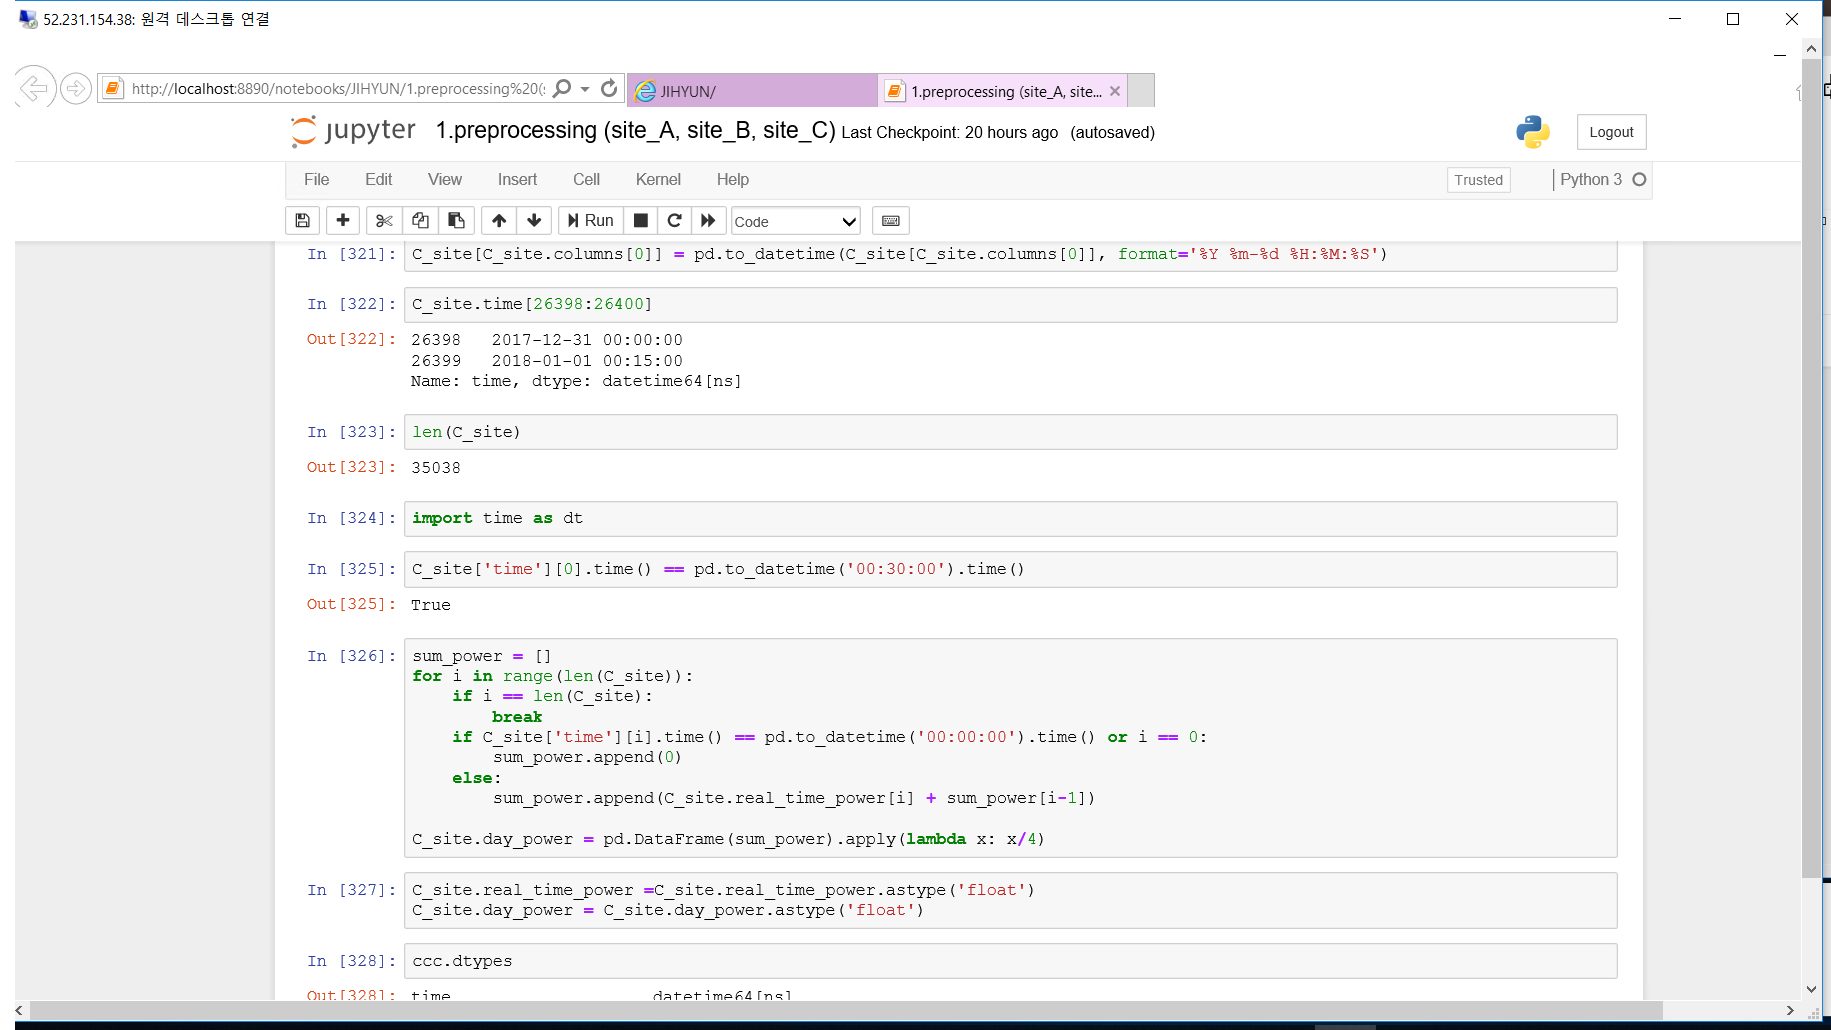 52.231.154.38: 원격 데스크톱 연결
http://localhost:8890/notebooks/JIHYUN/1.preprocessing%20(
JIHYUN/
1.preprocessing (site_A, site...
jupyter 1.preprocessing (site_A, site_B, site_C) Last Checkpoint: 20 hours ago (autosaved)
Logout
File Edit View Insert Cell Kernel Help
Trusted Python 3
Run Code
In [321]: C_site[C_site.columns[0]] = pd.to_datetime(C_site[C_site.columns[0]], format='%Y %m-%d %H:%M:%S')
In [322]: C_site.time[26398:26400]
Out[322]: 26398   2017-12-31 00:00:00
26399   2018-01-01 00:15:00
Name: time, dtype: datetime64[ns]
In [323]: len(C_site)
Out[323]: 35038
In [324]: import time as dt
In [325]: C_site['time'][0].time() == pd.to_datetime('00:30:00').time()
Out[325]: True
In [326]: sum_power = []
for i in range(len(C_site)):
    if i == len(C_site):
        break
    if C_site['time'][i].time() == pd.to_datetime('00:00:00').time() or i == 0:
        sum_power.append(0)
    else:
        sum_power.append(C_site.real_time_power[i] + sum_power[i-1])
C_site.day_power = pd.DataFrame(sum_power).apply(lambda x: x/4)
In [327]: C_site.real_time_power =C_site.real_time_power.astype('float')
C_site.day_power = C_site.day_power.astype('float')
In [328]: ccc.dtypes
Out[328]: time                    datetime64[ns]